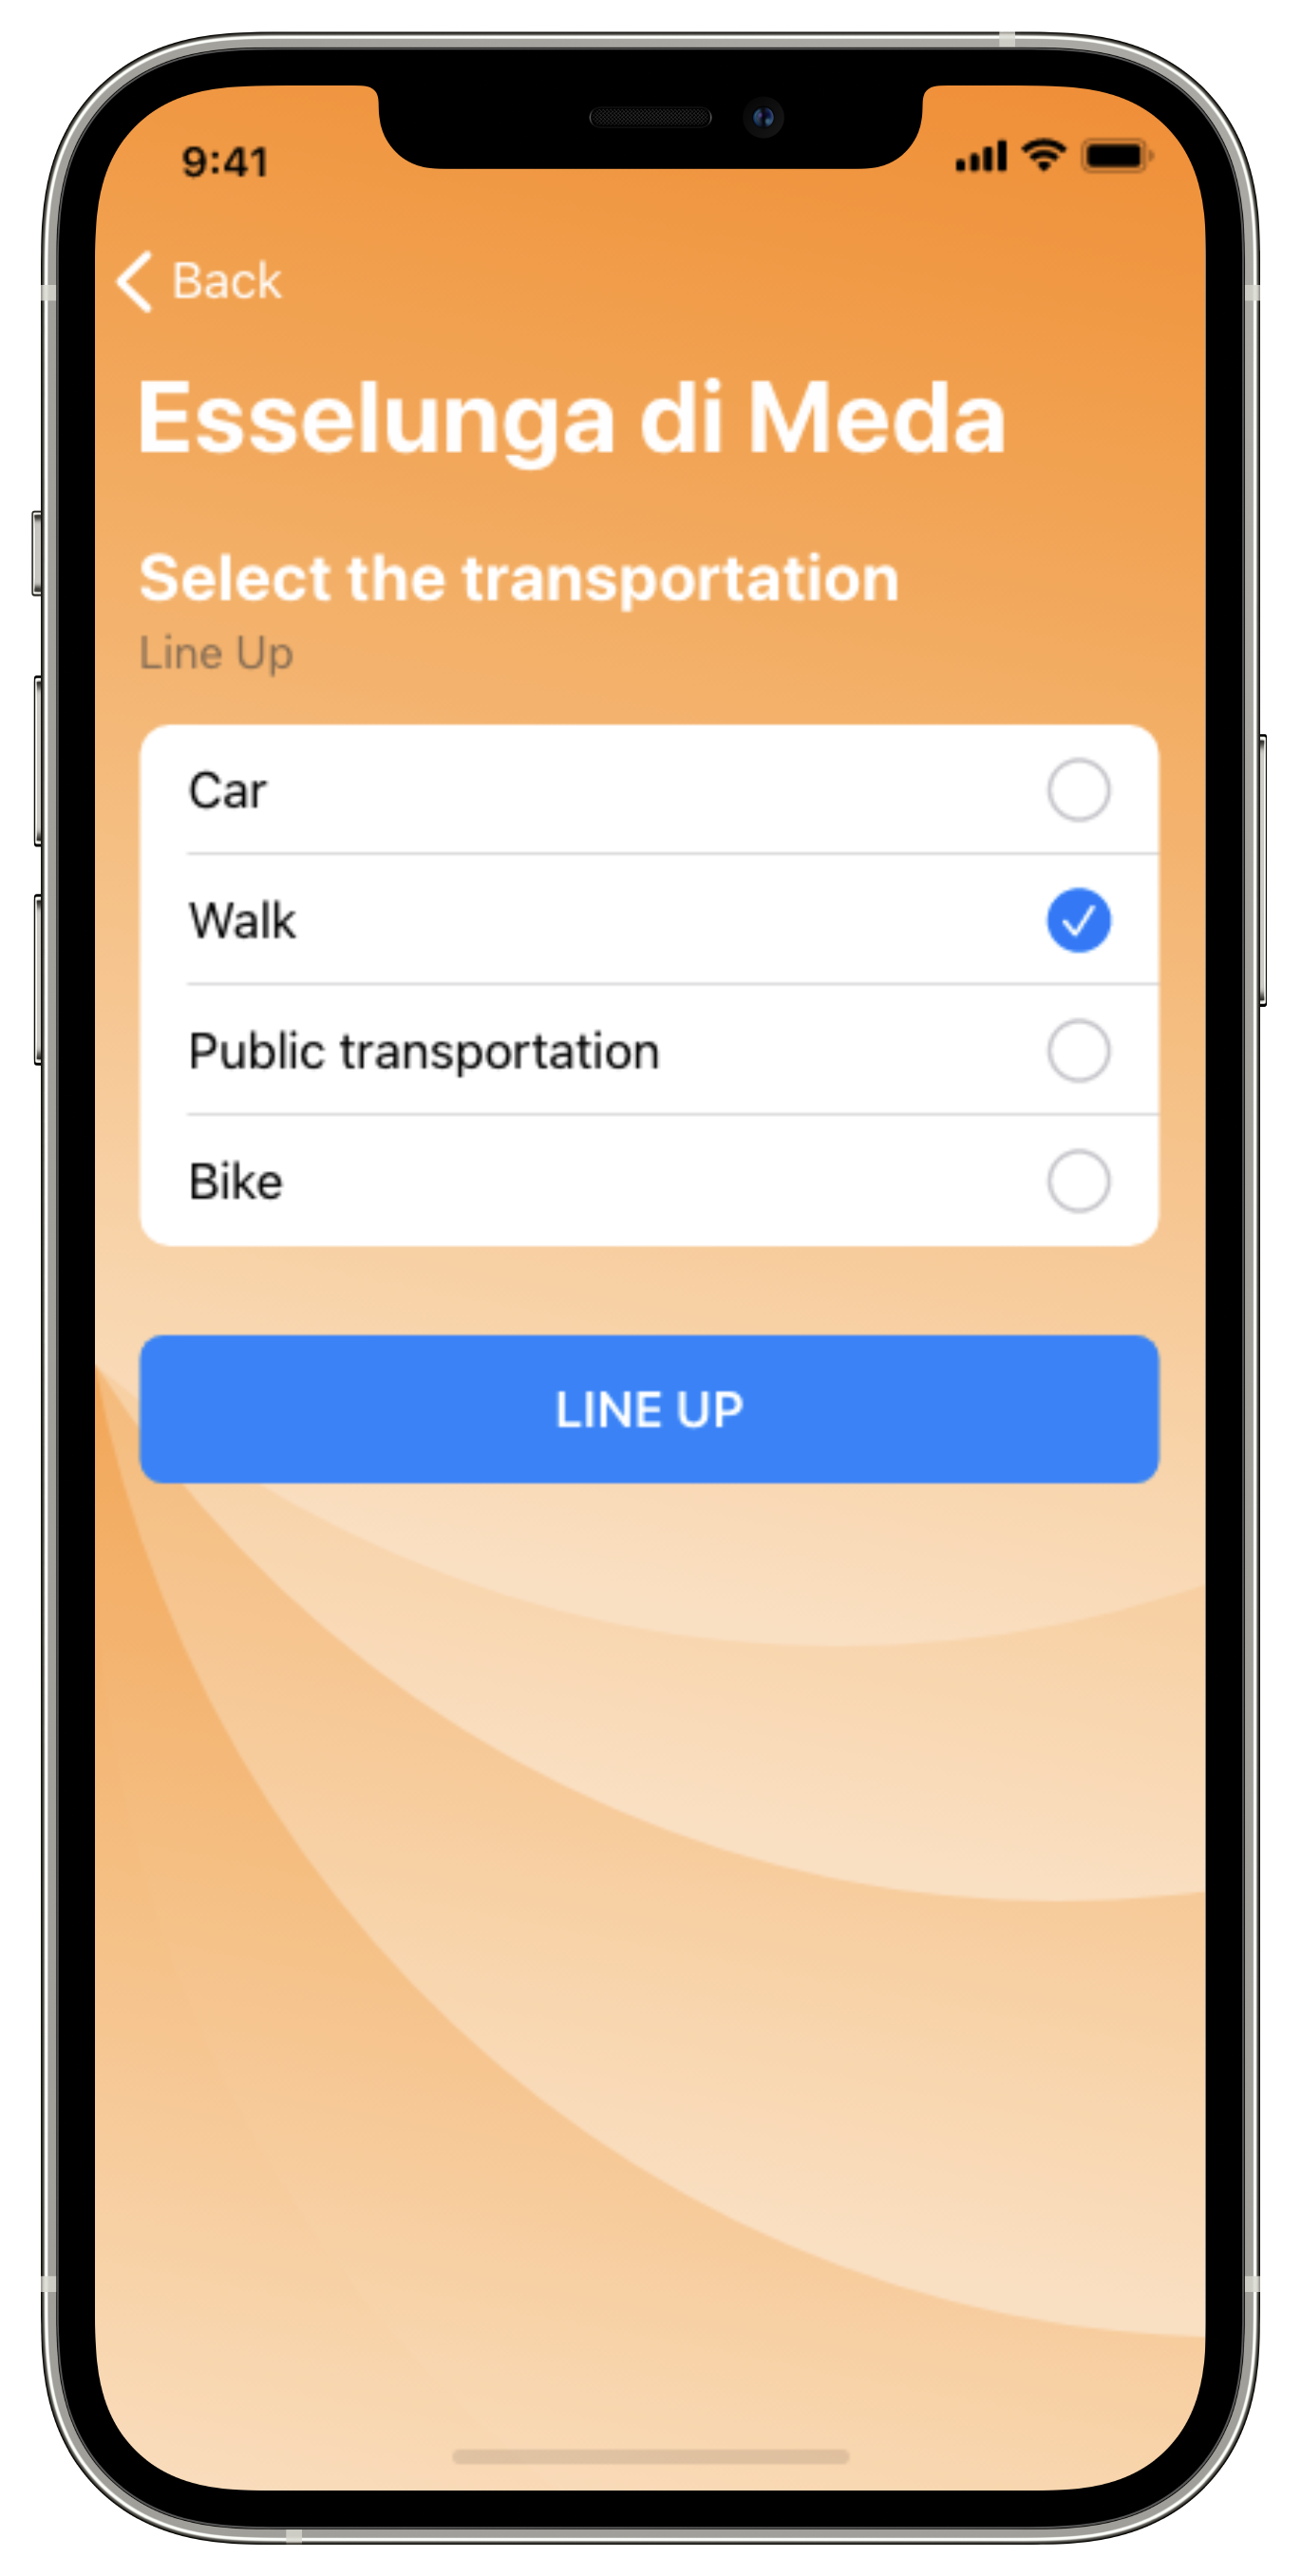 9:41
Back
Esselunga di Meda
Select the transportation
Line Up
Car
Walk
Public transportation
Bike
LINE UP